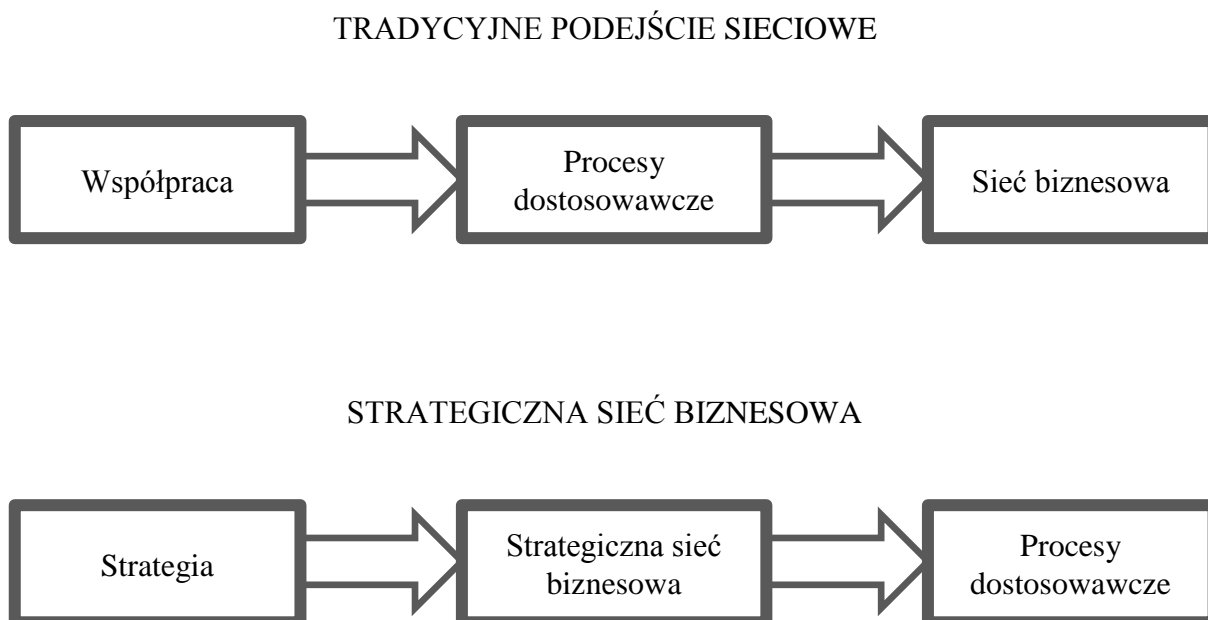 TRADYCYJNE PODEJŚCIE SIECIOWE
Współpraca
Procesy
dostosowawcze
Sieć biznesowa
STRATEGICZNA SIEĆ BIZNESOWA
Strategia
Strategiczna sieć
biznesowa
Procesy
dostosowawcze